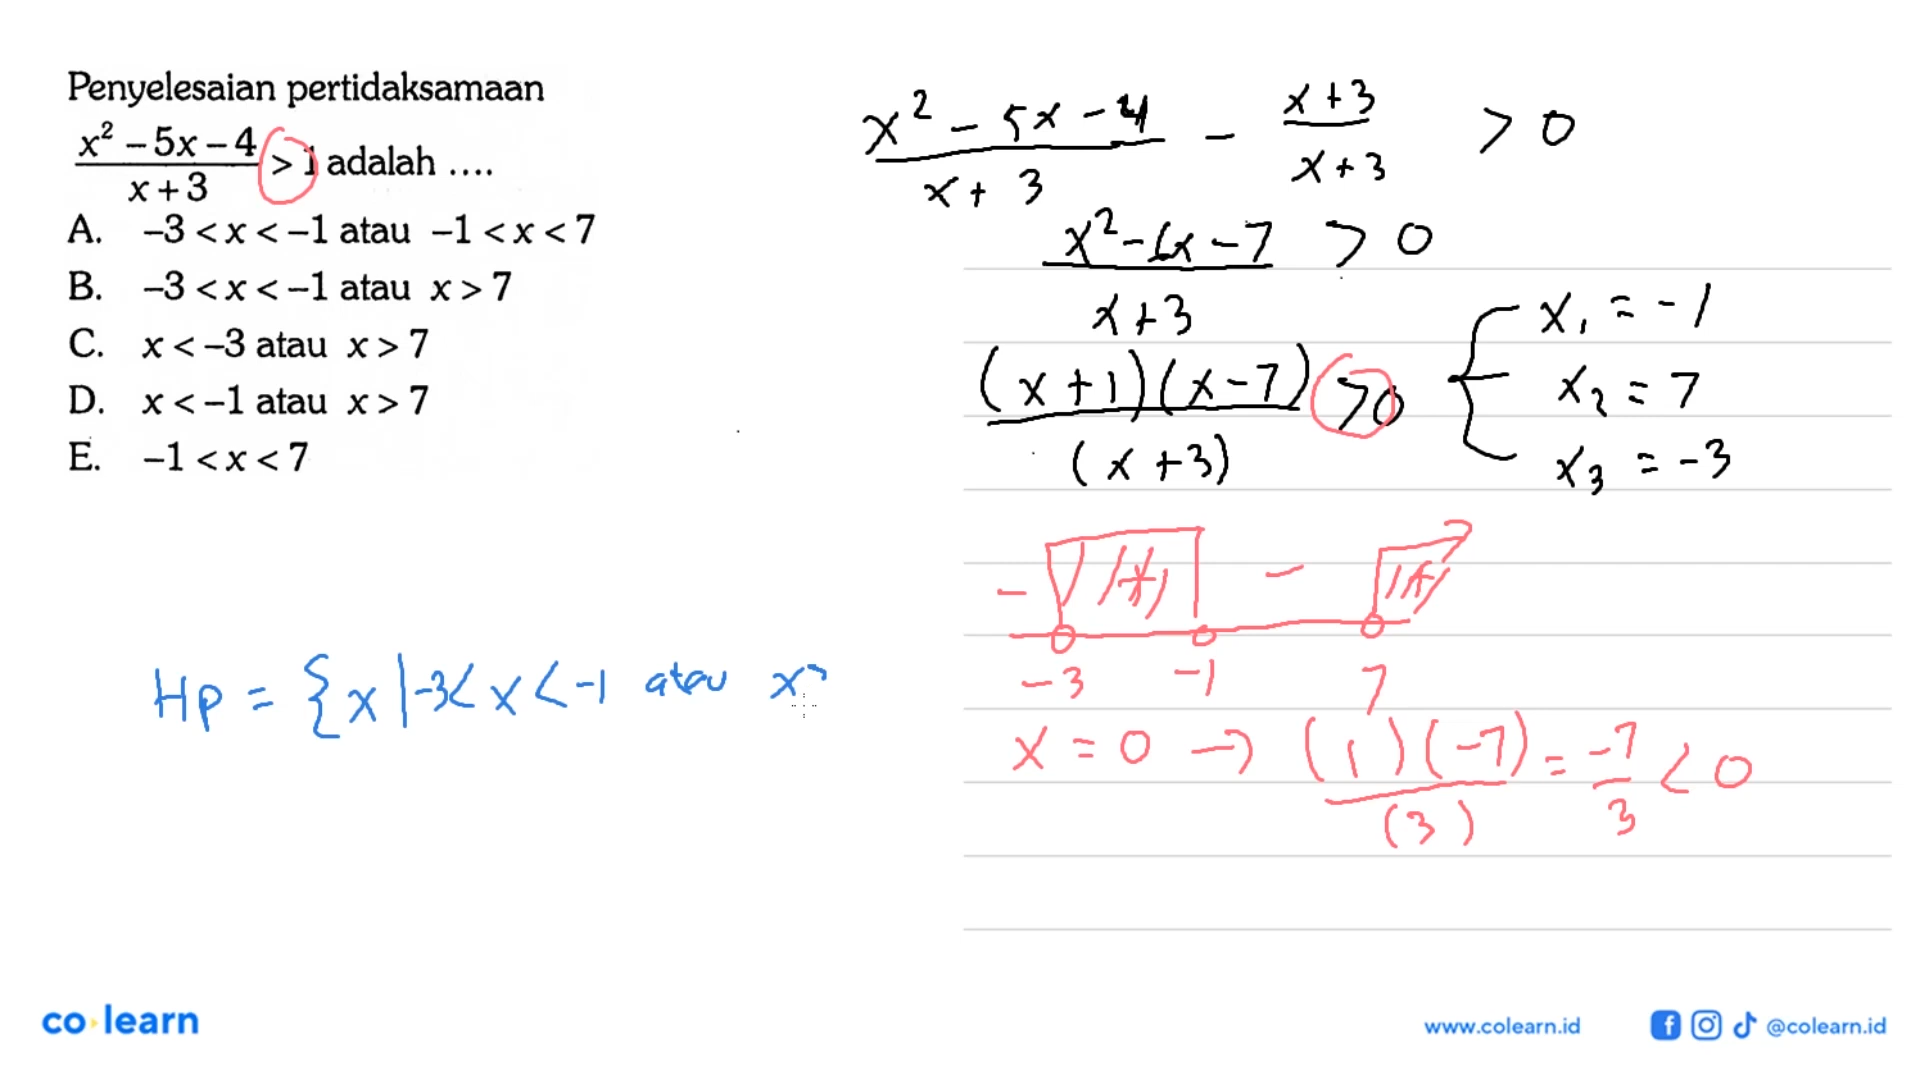 Penyelesaian pertidaksamaan
x² – 5x – 4 / x + 3 > 1 adalah ....
A. –3 < x < –1 atau –1 < x < 7
B. –3 < x < –1 atau x > 7
C. x < –3 atau x > 7
D. x < –1 atau x > 7
E. –1 < x < 7
x² – 5x – 4 / x + 3 – x + 3 / x + 3 > 0
x² – 6x – 7 / x + 3 > 0
(x + 1)(x – 7) / (x + 3) > 0
x₁ = –1
x₂ = 7
x₃ = –3
– + – +
–3 –1 7
x = 0 → (1)(–7) / (3) = –7 / 3 < 0
Hp = { x | –3 < x < –1 atau x >
co learn
www.colearn.id
@colearn.id